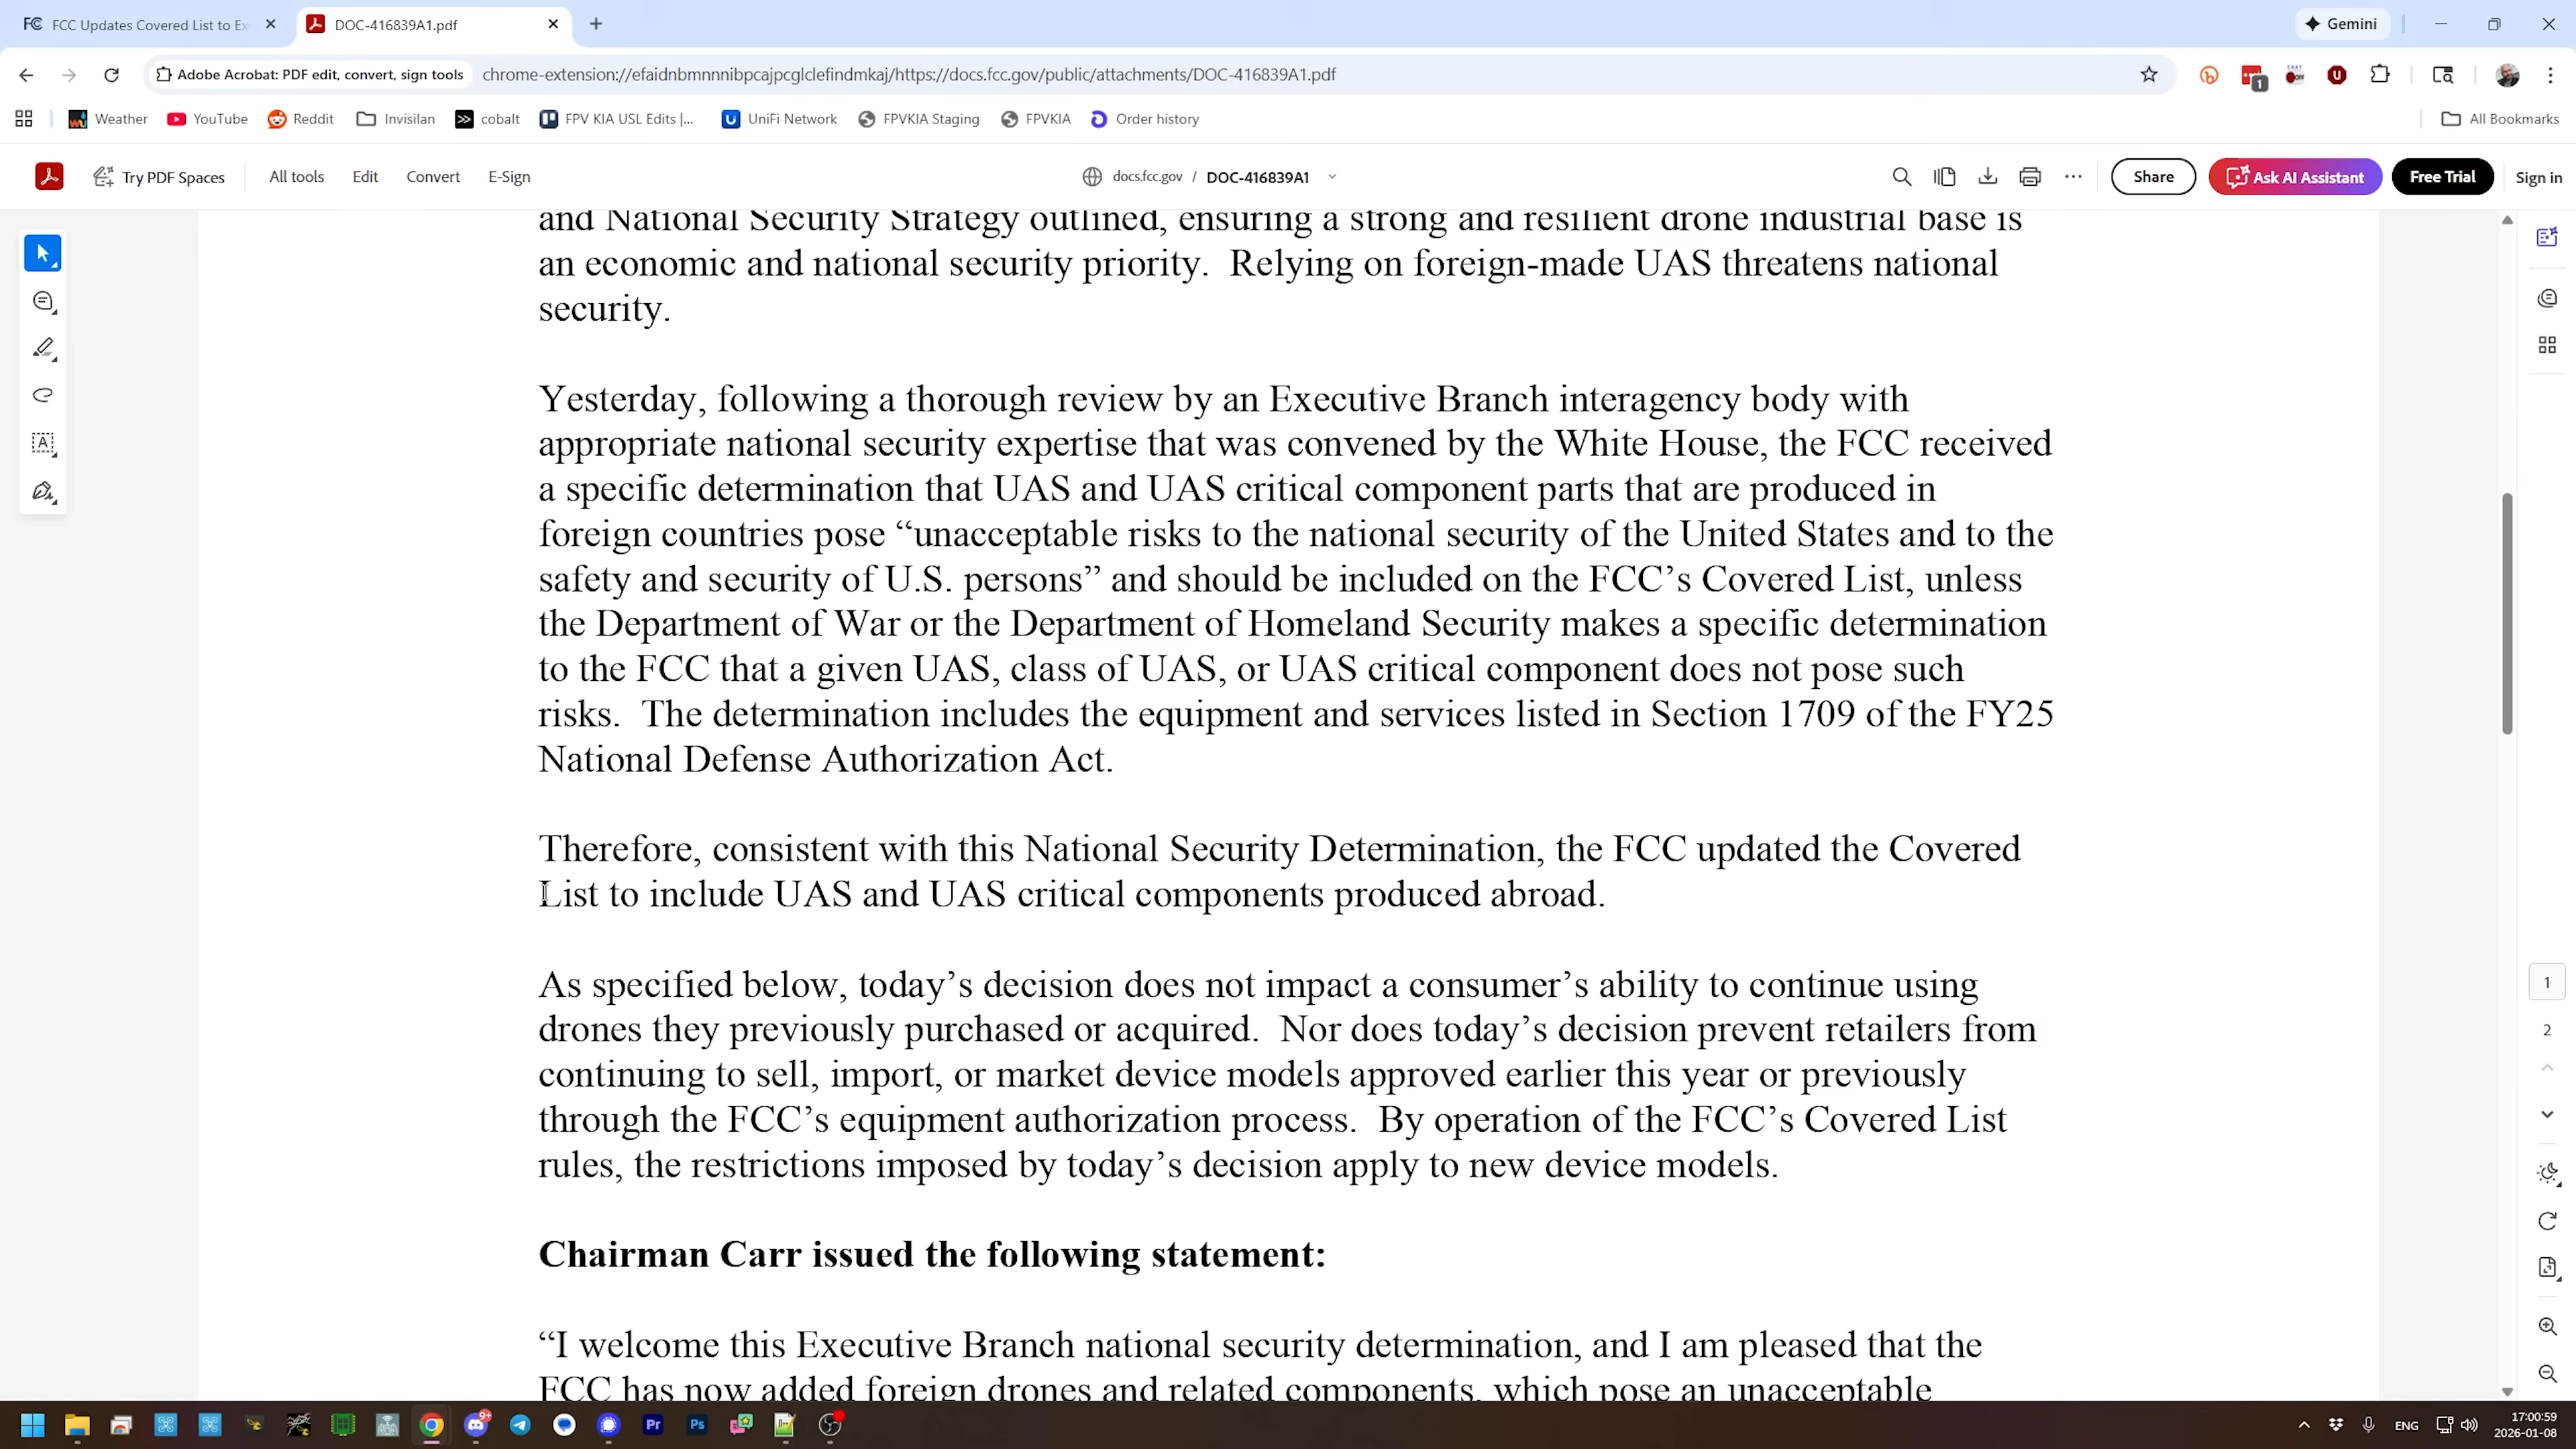 FCC Updates Covered List to Ex
DOC-416839A1.pdf
Gemini
Adobe Acrobat: PDF edit, convert, sign tools
chrome-extension://efaidnbmnnnibpcajpcglclefindmkaj/https://docs.fcc.gov/public/attachments/DOC-416839A1.pdf
1
Weather
YouTube
Reddit
Invisilan
cobalt
FPV KIA USL Edits |...
UniFi Network
FPVKIA Staging
FPVKIA
Order history
All Bookmarks
Try PDF Spaces
All tools
Edit
Convert
E-Sign
docs.fcc.gov / DOC-416839A1
Share
Ask AI Assistant
Free Trial
Sign in
and National Security Strategy outlined, ensuring a strong and resilient drone industrial base is
an economic and national security priority.  Relying on foreign-made UAS threatens national
security.
Yesterday, following a thorough review by an Executive Branch interagency body with
appropriate national security expertise that was convened by the White House, the FCC received
a specific determination that UAS and UAS critical component parts that are produced in
foreign countries pose “unacceptable risks to the national security of the United States and to the
safety and security of U.S. persons” and should be included on the FCC’s Covered List, unless
the Department of War or the Department of Homeland Security makes a specific determination
to the FCC that a given UAS, class of UAS, or UAS critical component does not pose such
risks.  The determination includes the equipment and services listed in Section 1709 of the FY25
National Defense Authorization Act.
Therefore, consistent with this National Security Determination, the FCC updated the Covered
List to include UAS and UAS critical components produced abroad.
As specified below, today’s decision does not impact a consumer’s ability to continue using
drones they previously purchased or acquired.  Nor does today’s decision prevent retailers from
continuing to sell, import, or market device models approved earlier this year or previously
through the FCC’s equipment authorization process.  By operation of the FCC’s Covered List
rules, the restrictions imposed by today’s decision apply to new device models.
Chairman Carr issued the following statement:
“I welcome this Executive Branch national security determination, and I am pleased that the
FCC has now added foreign drones and related components, which pose an unacceptable
1
2
9+
Pr
Ps
ENG
17:00:59
2026-01-08